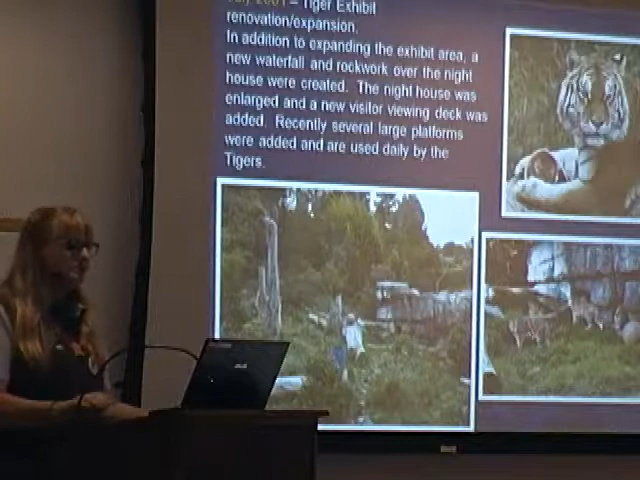 July 2001 – Tiger Exhibit
renovation/expansion.
In addition to expanding the exhibit area, a
new waterfall and rockwork over the night
house were created. The night house was
enlarged and a new visitor viewing deck was
added. Recently several large platforms
were added and are used daily by the
Tigers.